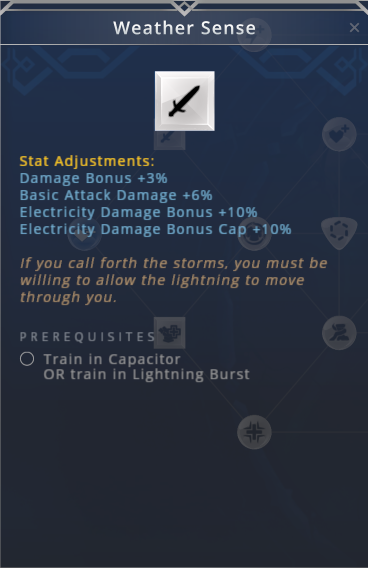 Weather Sense
Stat Adjustments:
Damage Bonus +3%
Basic Attack Damage +6%
Electricity Damage Bonus +10%
Electricity Damage Bonus Cap +10%
If you call forth the storms, you must be
willing to allow the lightning to move
through you.
PREREQUISITES
Train in Capacitor
OR train in Lightning Burst